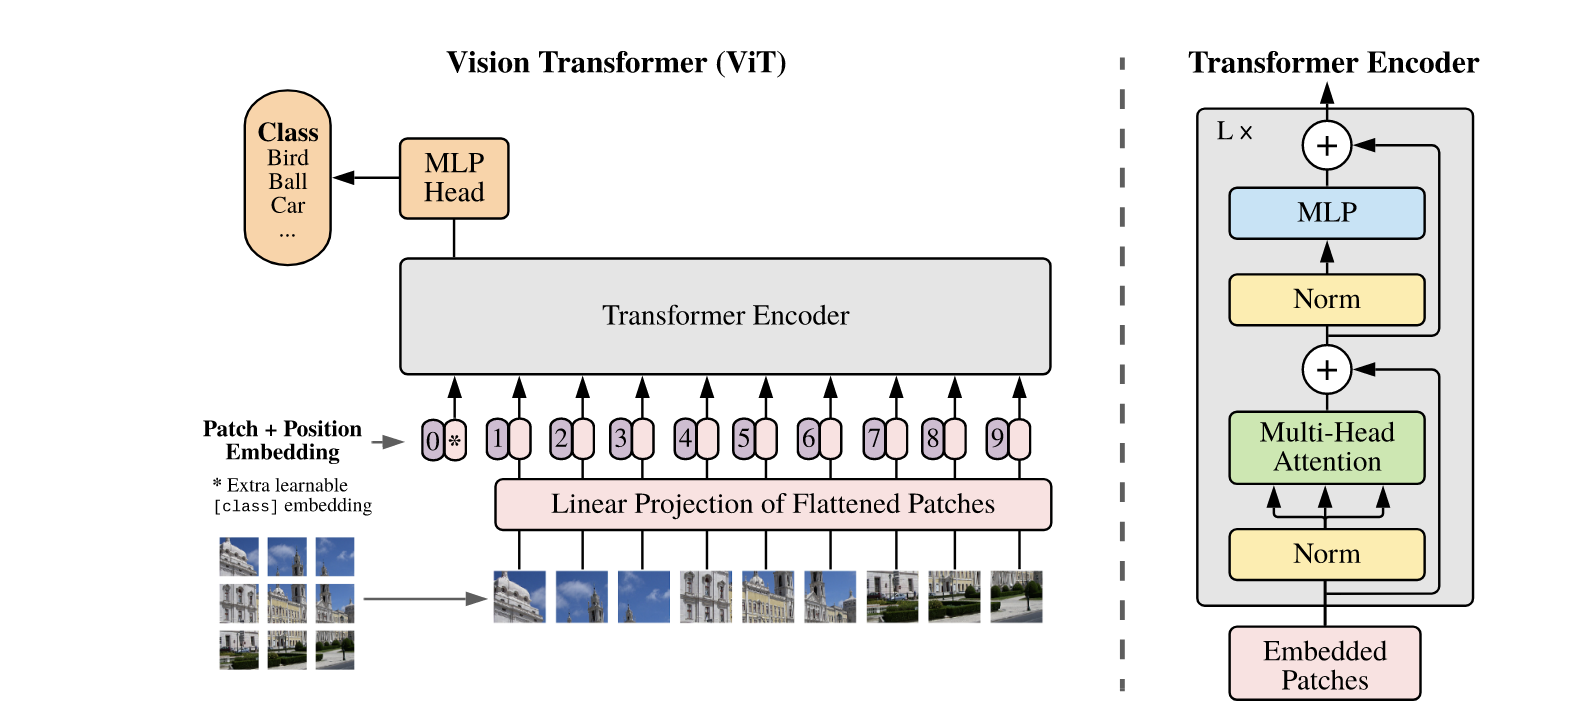 Vision Transformer (ViT)
Class
Bird
Ball
Car
...
MLP
Head
Transformer Encoder
0 * 1 2 3 4 5 6 7 8 9
Patch + Position
Embedding
* Extra learnable
[class] embedding
Linear Projection of Flattened Patches
Transformer Encoder
L x
+
MLP
Norm
+
Multi-Head
Attention
Norm
Embedded
Patches